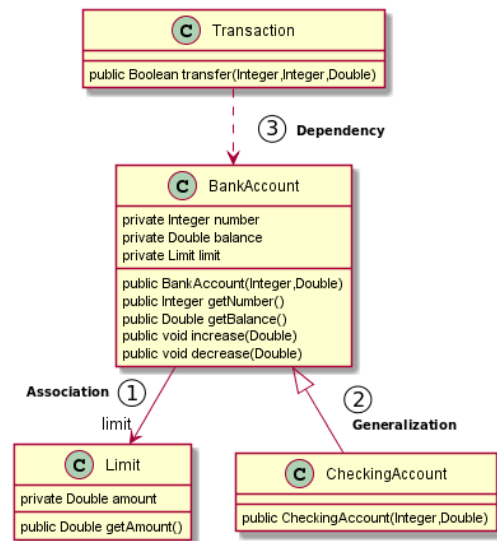 C Transaction
public Boolean transfer(Integer,Integer,Double)
3 Dependency
C BankAccount
private Integer number
private Double balance
private Limit limit
public BankAccount(Integer,Double)
public Integer getNumber()
public Double getBalance()
public void increase(Double)
public void decrease(Double)
Association 1
limit
2
Generalization
C Limit
private Double amount
public Double getAmount()
C CheckingAccount
public CheckingAccount(Integer,Double)